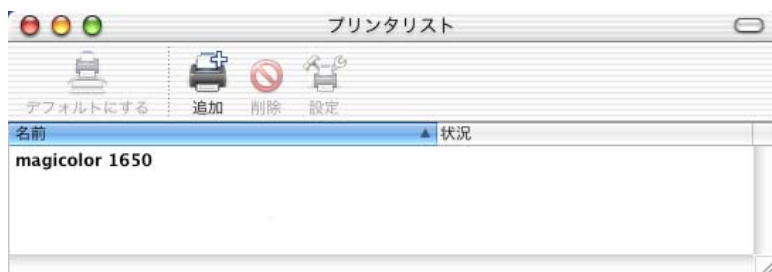 プリンタリスト
デフォルトにする 追加 削除 設定
名前 状況
magicolor 1650